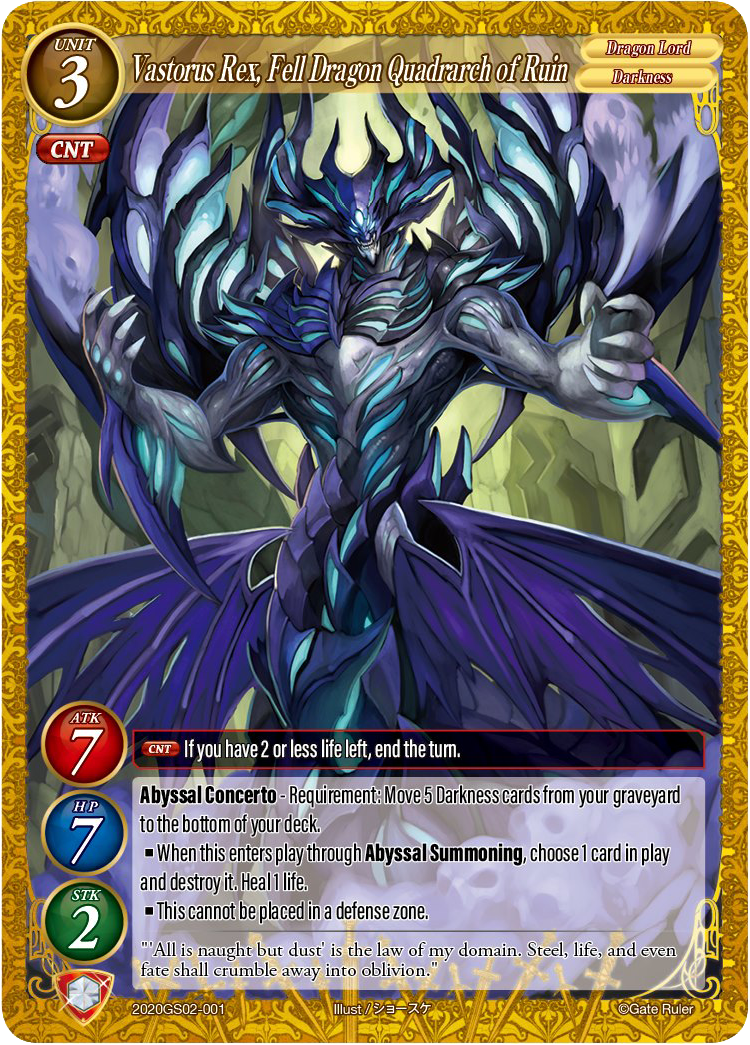 UNIT
3
Vastorus Rex, Fell Dragon Quadrarch of Ruin
Dragon Lord
Darkness
CNT
ATK
7
CNT If you have 2 or less life left, end the turn.
HP
7
Abyssal Concerto - Requirement: Move 5 Darkness cards from your graveyard
to the bottom of your deck.
▪When this enters play through Abyssal Summoning, choose 1 card in play
and destroy it. Heal 1 life.
▪This cannot be placed in a defense zone.
STK
2
"'All is naught but dust' is the law of my domain. Steel, life, and even
fate shall crumble away into oblivion."
2020GS02-001
Illust / ショースケ
©Gate Ruler